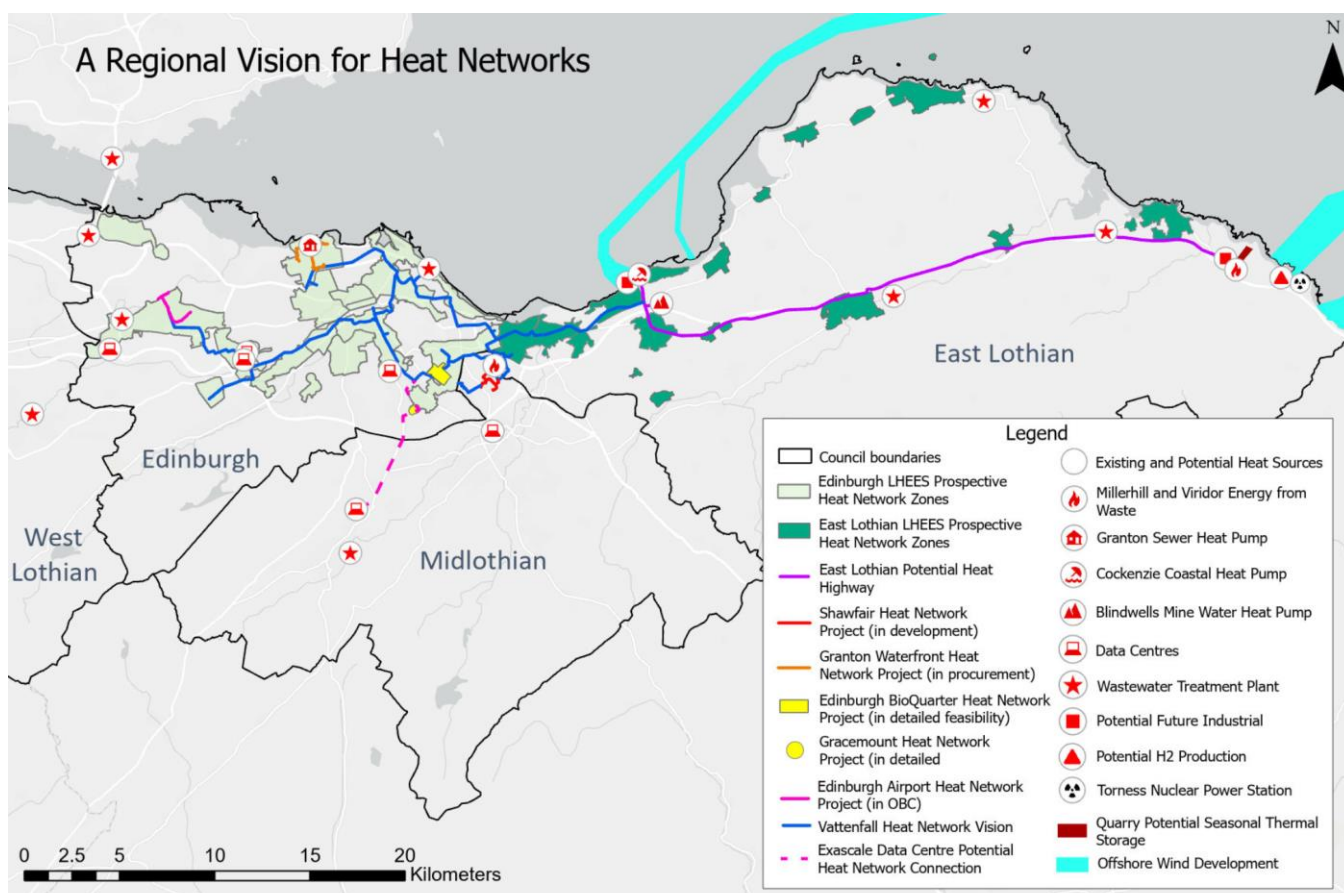 A Regional Vision for Heat Networks
N
East Lothian
Edinburgh
West
Lothian
Midlothian
0 2.5 5 10 15 20
Kilometers
Legend
Council boundaries
Edinburgh LHEES Prospective
Heat Network Zones
East Lothian LHEES Prospective
Heat Network Zones
East Lothian Potential Heat
Highway
Shawfair Heat Network
Project (in development)
Granton Waterfront Heat
Network Project (in procurement)
Edinburgh BioQuarter Heat Network
Project (in detailed feasibility)
Gracemount Heat Network
Project (in detailed
Edinburgh Airport Heat Network
Project (in OBC)
Vattenfall Heat Network Vision
Exascale Data Centre Potential
Heat Network Connection
Existing and Potential Heat Sources
Millerhill and Viridor Energy from
Waste
Granton Sewer Heat Pump
Cockenzie Coastal Heat Pump
Blindwells Mine Water Heat Pump
Data Centres
Wastewater Treatment Plant
Potential Future Industrial
Potential H2 Production
Torness Nuclear Power Station
Quarry Potential Seasonal Thermal
Storage
Offshore Wind Development